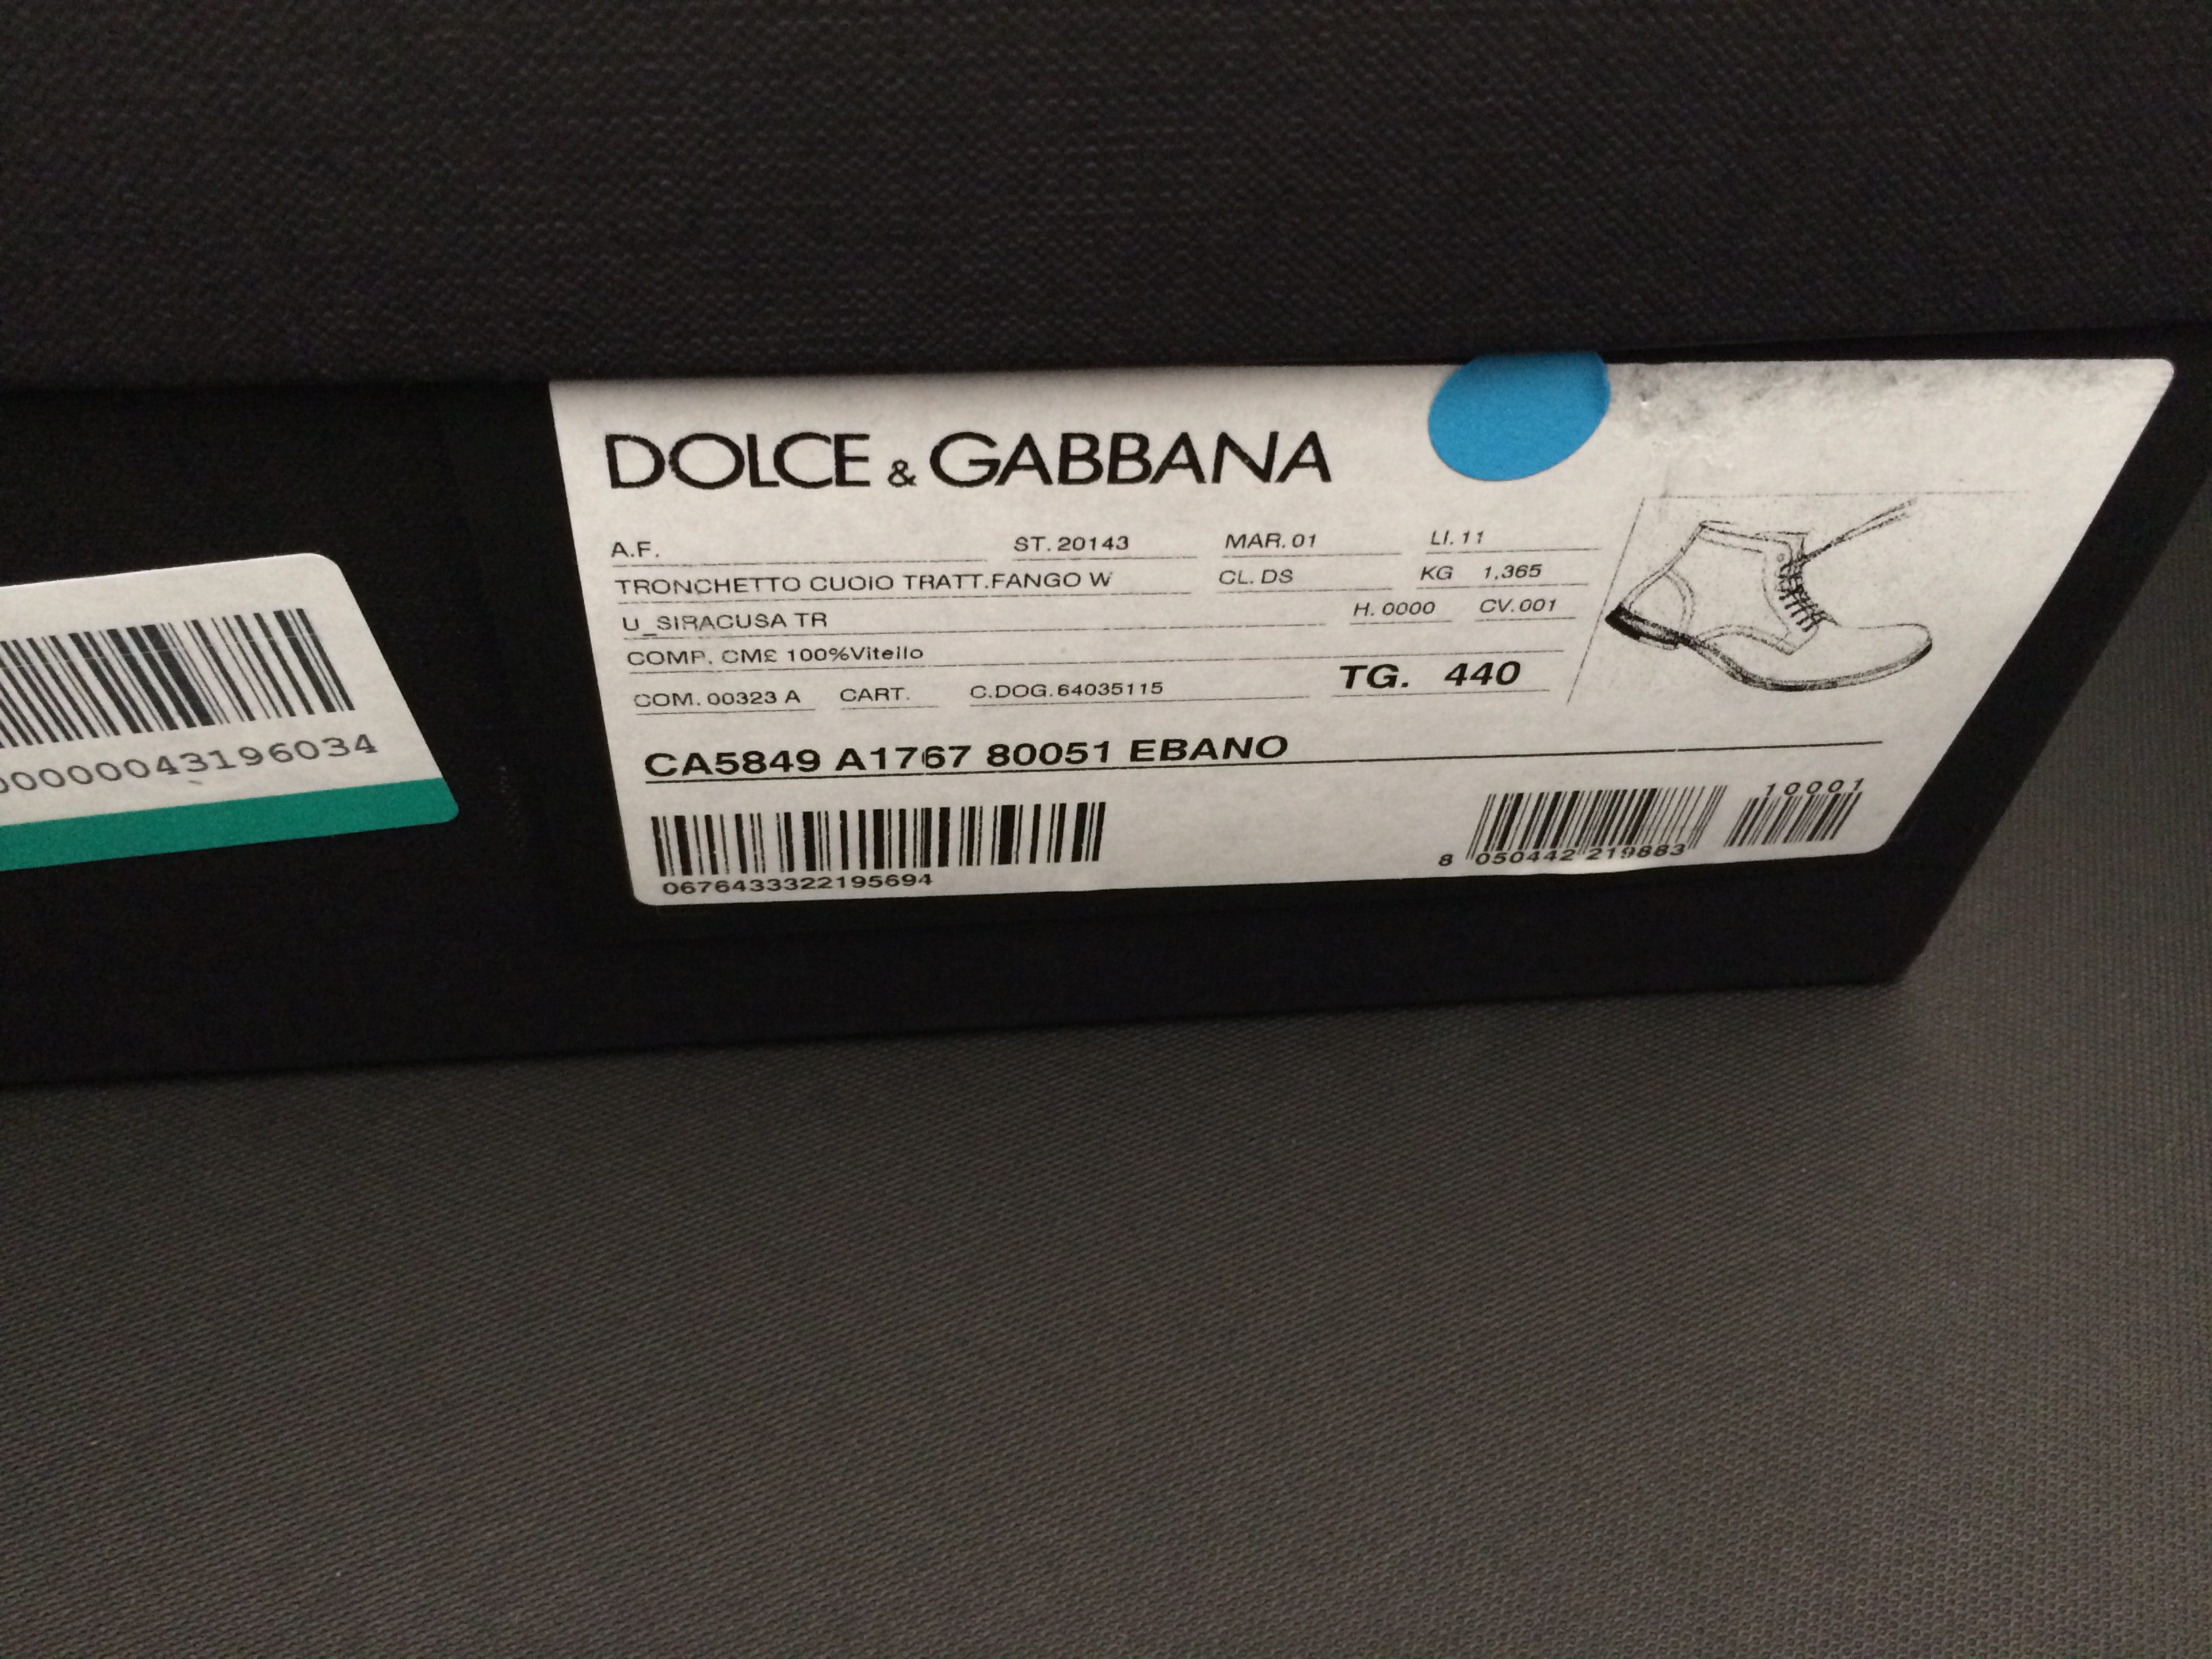 DOLCE & GABBANA
A.F. ST. 20143 MAR. 01 LI. 11
TRONCHETTO CUOIO TRATT.FANGO W CL. DS KG 1,365
U_SIRACUSA TR H. 0000 CV. 001
COMP. CM£ 100%Vitello
COM. 00323 A CART. C.DOG. 64035115 TG. 440
CA5849 A1767 80051 EBANO
10001
0676433322195694
8 050442 219883
0000043196034